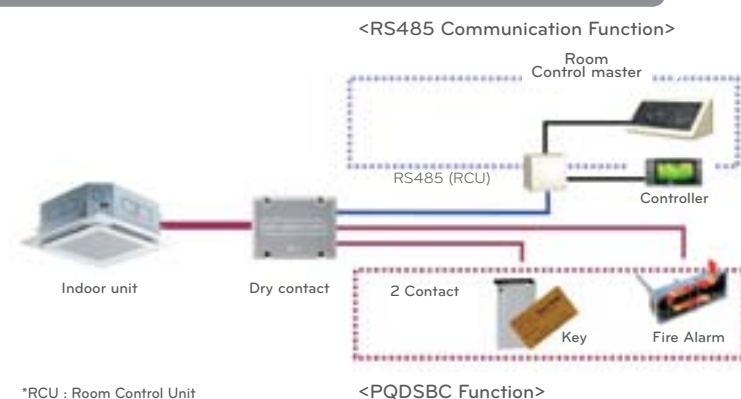 <RS485 Communication Function>
Room
Control master
RS485 (RCU)
Controller
Indoor unit
Dry contact
2 Contact
Key
Fire Alarm
*RCU : Room Control Unit
<PQDSBC Function>